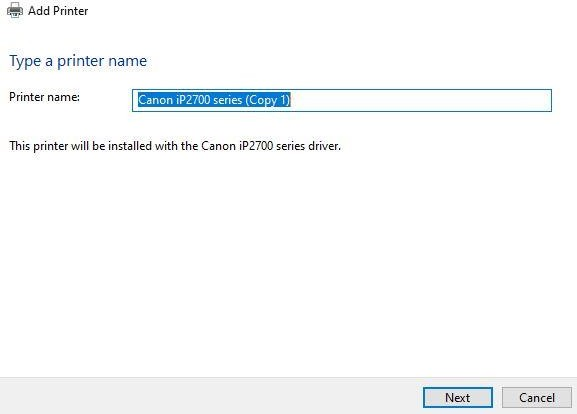 Add Printer
Type a printer name
Printer name: Canon iP2700 series (Copy 1)
This printer will be installed with the Canon iP2700 series driver.
Next Cancel